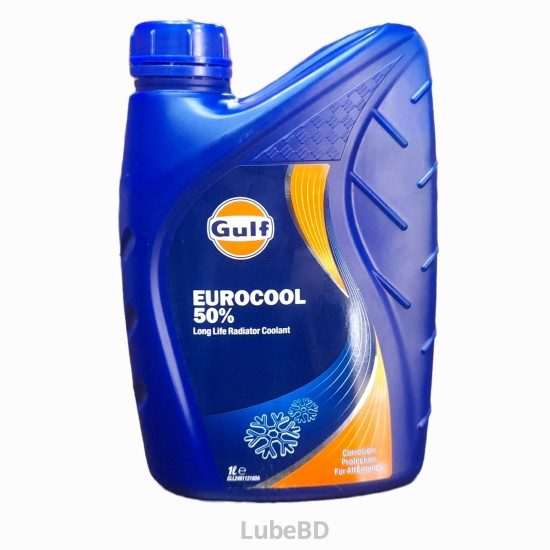 Gulf
EUROCOOL
50%
Long Life Radiator Coolant
Corrosion
Protection
For All Engines
1L e
LubeBD